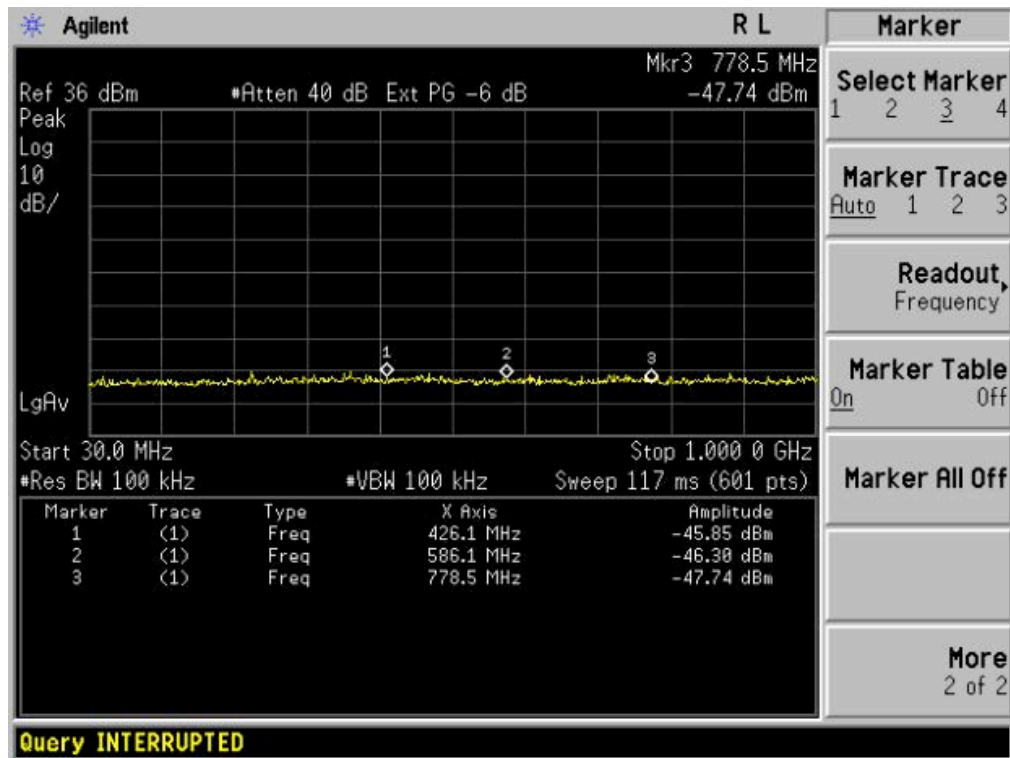 Agilent R L Marker
Mkr3 778.5 MHz
Ref 36 dBm #Atten 40 dB Ext PG -6 dB -47.74 dBm
Peak
Log
10
dB/
1 2 3
LgAv
Start 30.0 MHz Stop 1.000 0 GHz
#Res BW 100 kHz #VBW 100 kHz Sweep 117 ms (601 pts)
Marker Trace Type X Axis Amplitude
1 (1) Freq 426.1 MHz -45.85 dBm
2 (1) Freq 586.1 MHz -46.30 dBm
3 (1) Freq 778.5 MHz -47.74 dBm
Select Marker
1 2 3 4
Marker Trace
Auto 1 2 3
Readout
Frequency
Marker Table
On Off
Marker All Off
More
2 of 2
Query INTERRUPTED